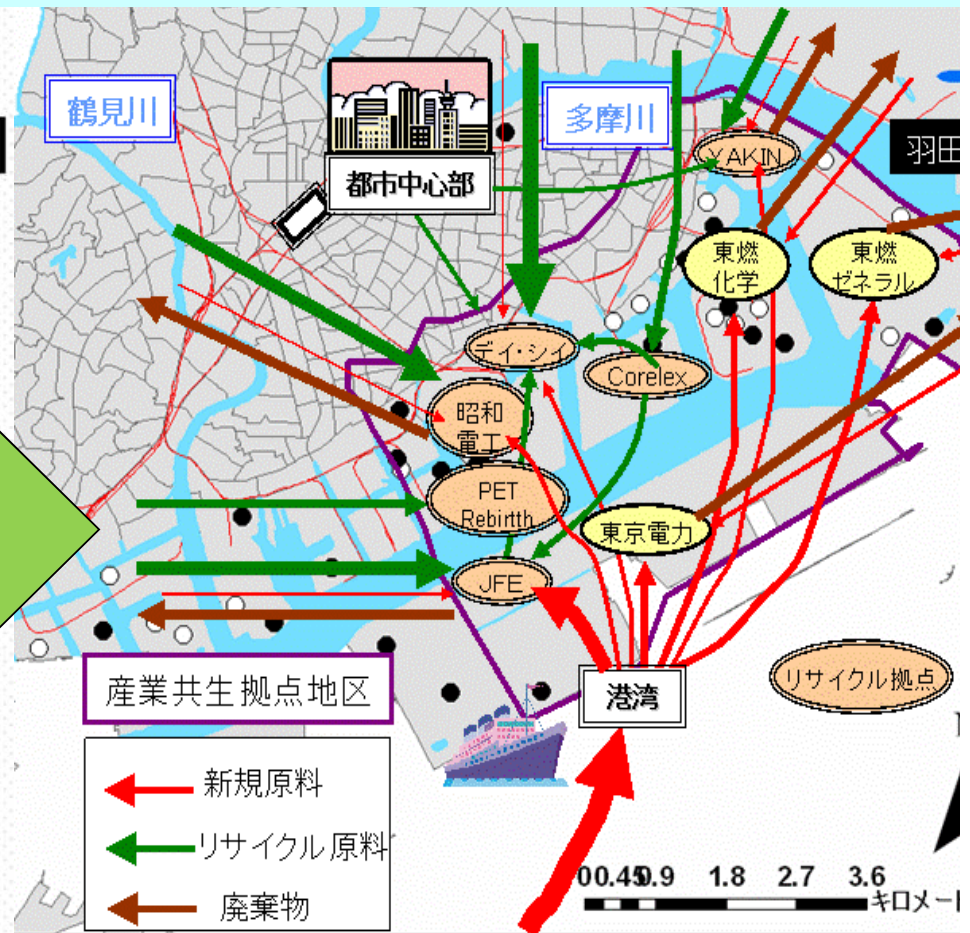 鶴見川
都市中心部
多摩川
YAKIN
羽田
東燃
化学
東燃
ゼネラル
デイ・シイ
Corelex
昭和
電工
PET
Rebirtth
東京電力
JFE
産業共生拠点地区
港湾
リサイクル拠点
新規原料
リサイクル原料
廃棄物
00.450.9 1.8 2.7 3.6
キロメート